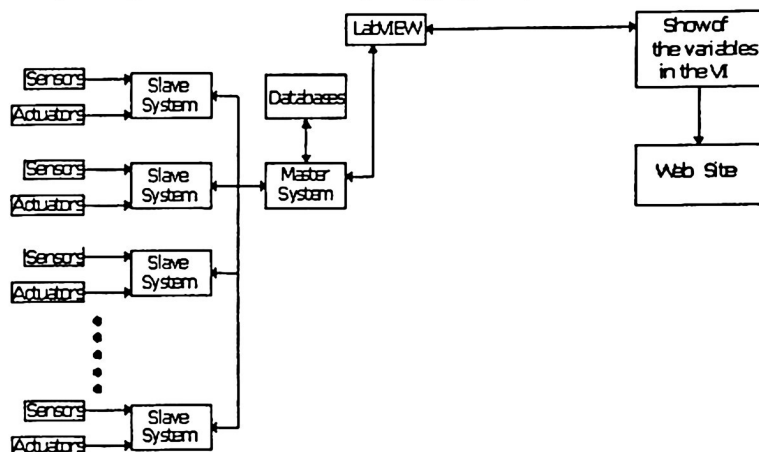 LabVIEW
Show of
the variables
in the VI
Sensors
Slave
System
Actuators
Databases
Sensors
Slave
System
Actuators
Master
System
Web Site
Sensors
Slave
System
Actuators
Sensors
Slave
System
Actuators